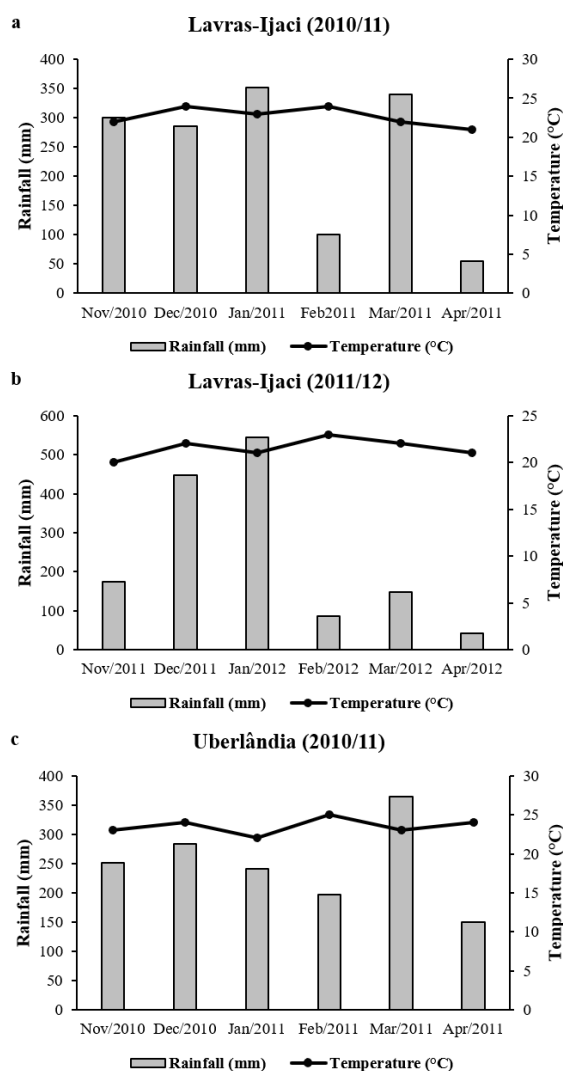 a
Lavras-Ijaci (2010/11)
400
350
300
250
200
150
100
50
0
Rainfall (mm)
30
25
20
15
10
5
0
Temperature (°C)
Nov/2010 Dec/2010 Jan/2011 Feb2011 Mar/2011 Apr/2011
Rainfall (mm) Temperature (°C)
b
Lavras-Ijaci (2011/12)
600
500
400
300
200
100
0
Rainfall (mm)
25
20
15
10
5
0
Temperature (°C)
Nov/2011 Dec/2011 Jan/2012 Feb/2012 Mar/2012 Apr/2012
Rainfall (mm) Temperature (°C)
c
Uberlândia (2010/11)
400
350
300
250
200
150
100
50
0
Rainfall (mm)
30
25
20
15
10
5
0
Temperature (°C)
Nov/2010 Dec/2010 Jan/2011 Feb/2011 Mar/2011 Apr/2011
Rainfall (mm) Temperature (°C)